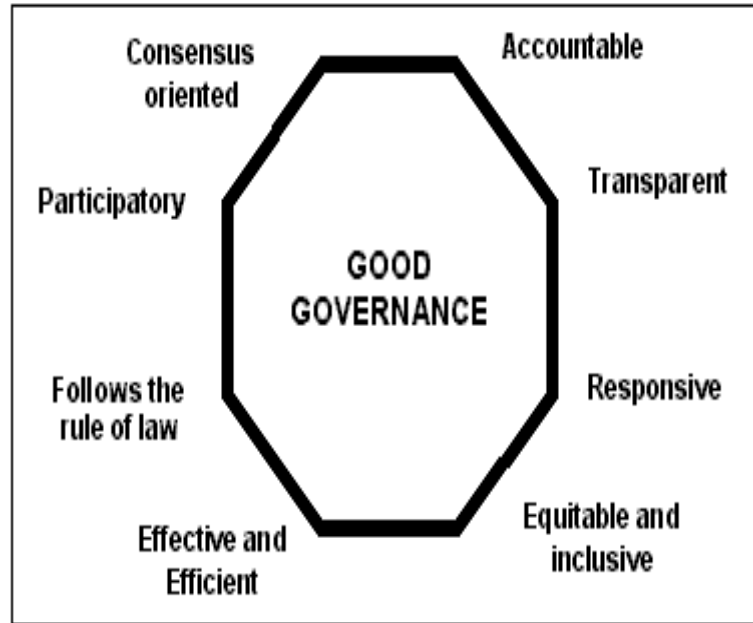 Consensus
oriented
Accountable
Participatory
Transparent
GOOD
GOVERNANCE
Follows the
rule of law
Responsive
Effective and
Efficient
Equitable and
inclusive